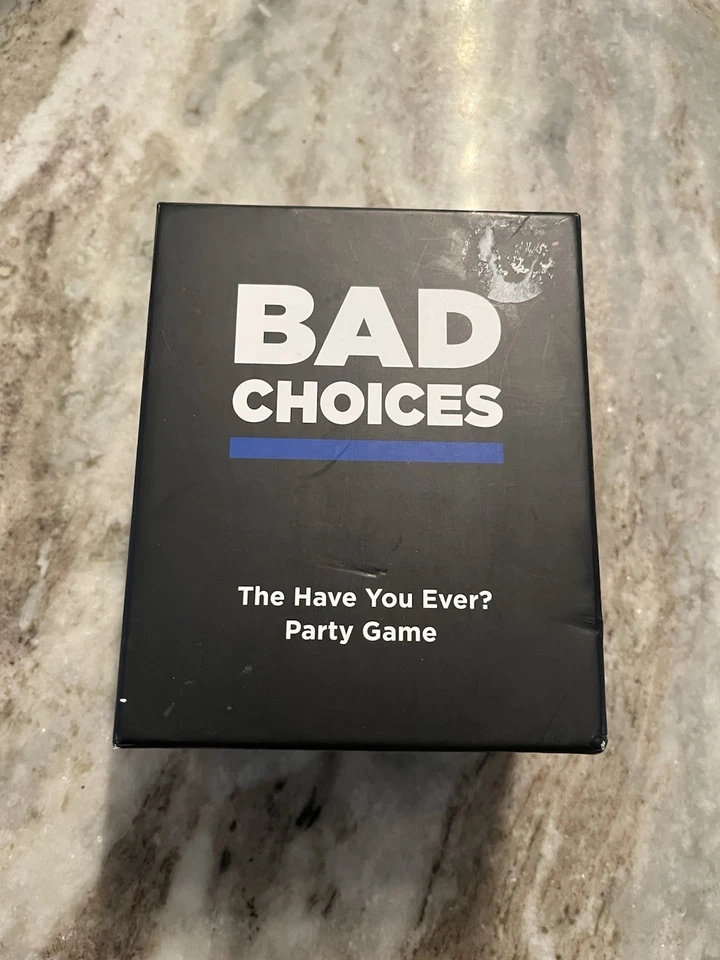 BAD
CHOICES
The Have You Ever?
Party Game